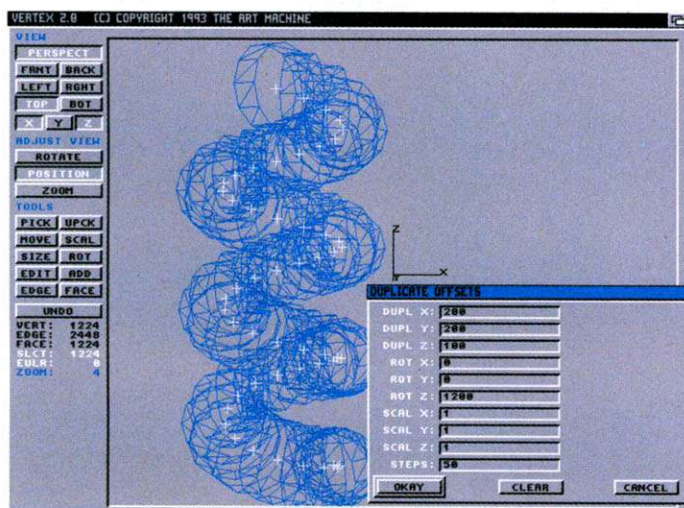 VERTEX 2.0 (C) COPYRIGHT 1993 THE ART MACHINE
VIEW
PERSPECT
FRNT BACK
LEFT RGHT
TOP BOT
X Y Z
ADJUST VIEW
ROTATE
POSITION
ZOOM
TOOLS
PICK UPCK
MOVE SCAL
SIZE ROT
EDIT ADD
EDGE FACE
UNDO
VERT: 1224
EDGE: 2448
FACE: 1224
SLCT: 1224
EULR: 0
ZOOM: 4
Z
X
Y
DUPLICATE OFFSETS
DUPL X: 200
DUPL Y: 200
DUPL Z: 100
ROT X: 0
ROT Y: 0
ROT Z: 1200
SCAL X: 1
SCAL Y: 1
SCAL Z: 1
STEPS: 50
OKAY CLEAR CANCEL